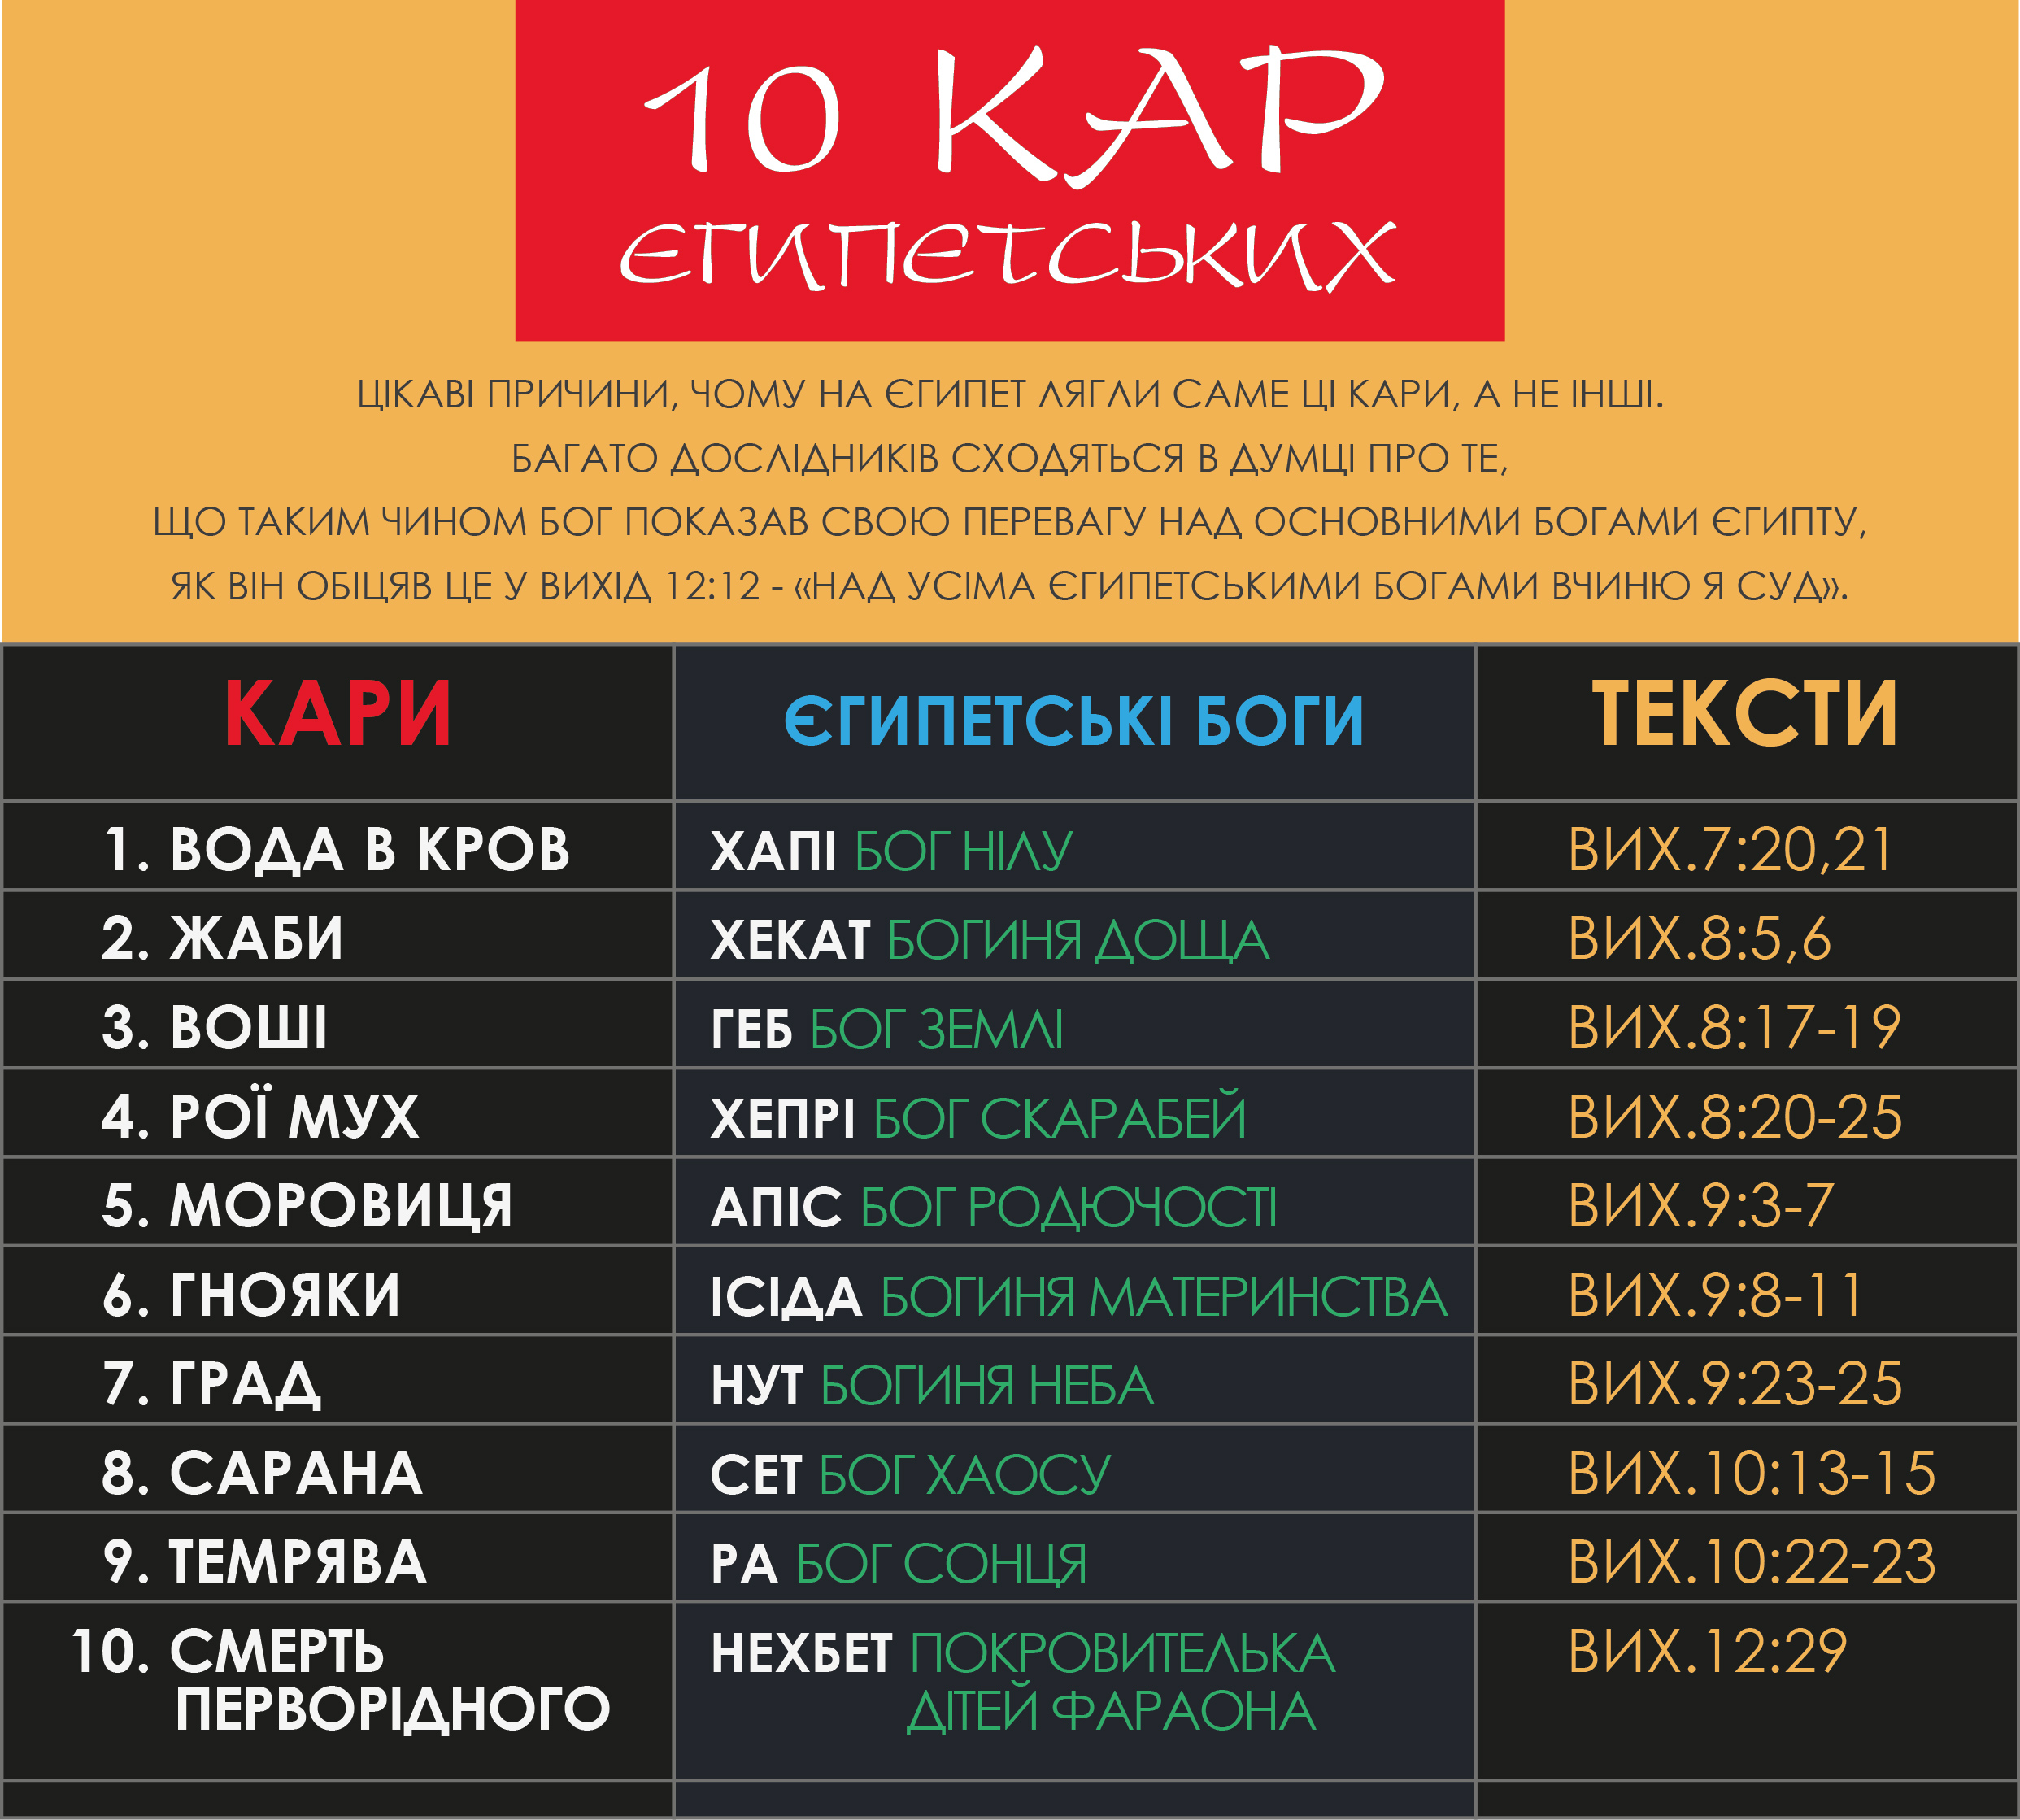 10 КАР
ЄГИПЕТСЬКИХ
ЦІКАВІ ПРИЧИНИ, ЧОМУ НА ЄГИПЕТ ЛЯГЛИ САМЕ ЦІ КАРИ, А НЕ ІНШІ.
БАГАТО ДОСЛІДНИКІВ СХОДЯТЬСЯ В ДУМЦІ ПРО ТЕ,
ЩО ТАКИМ ЧИНОМ БОГ ПОКАЗАВ СВОЮ ПЕРЕВАГУ НАД ОСНОВНИМИ БОГАМИ ЄГИПТУ,
ЯК ВІН ОБІЦЯВ ЦЕ У ВИХІД 12:12 - «НАД УСІМА ЄГИПЕТСЬКИМИ БОГАМИ ВЧИНЮ Я СУД».
КАРИ ЄГИПЕТСЬКІ БОГИ ТЕКСТИ
1. ВОДА В КРОВ ХАПІ БОГ НІЛУ ВИХ.7:20,21
2. ЖАБИ ХЕКАТ БОГИНЯ ДОЩА ВИХ.8:5,6
3. ВОШІ ГЕБ БОГ ЗЕМЛІ ВИХ.8:17-19
4. РОЇ МУХ ХЕПРІ БОГ СКАРАБЕЙ ВИХ.8:20-25
5. МОРОВИЦЯ АПІС БОГ РОДЮЧОСТІ ВИХ.9:3-7
6. ГНОЯКИ ІСІДА БОГИНЯ МАТЕРИНСТВА ВИХ.9:8-11
7. ГРАД НУТ БОГИНЯ НЕБА ВИХ.9:23-25
8. САРАНА СЕТ БОГ ХАОСУ ВИХ.10:13-15
9. ТЕМРЯВА РА БОГ СОНЦЯ ВИХ.10:22-23
10. СМЕРТЬ НЕХБЕТ ПОКРОВИТЕЛЬКА ВИХ.12:29
ПЕРВОРІДНОГО ДІТЕЙ ФАРАОНА